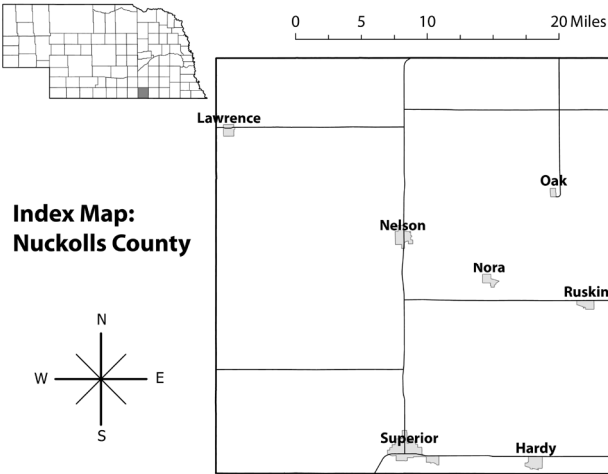 0 5 10 20 Miles
Lawrence
Oak
Index Map:
Nuckolls County
Nelson
Nora
Ruskin
N
W E
S
Superior
Hardy